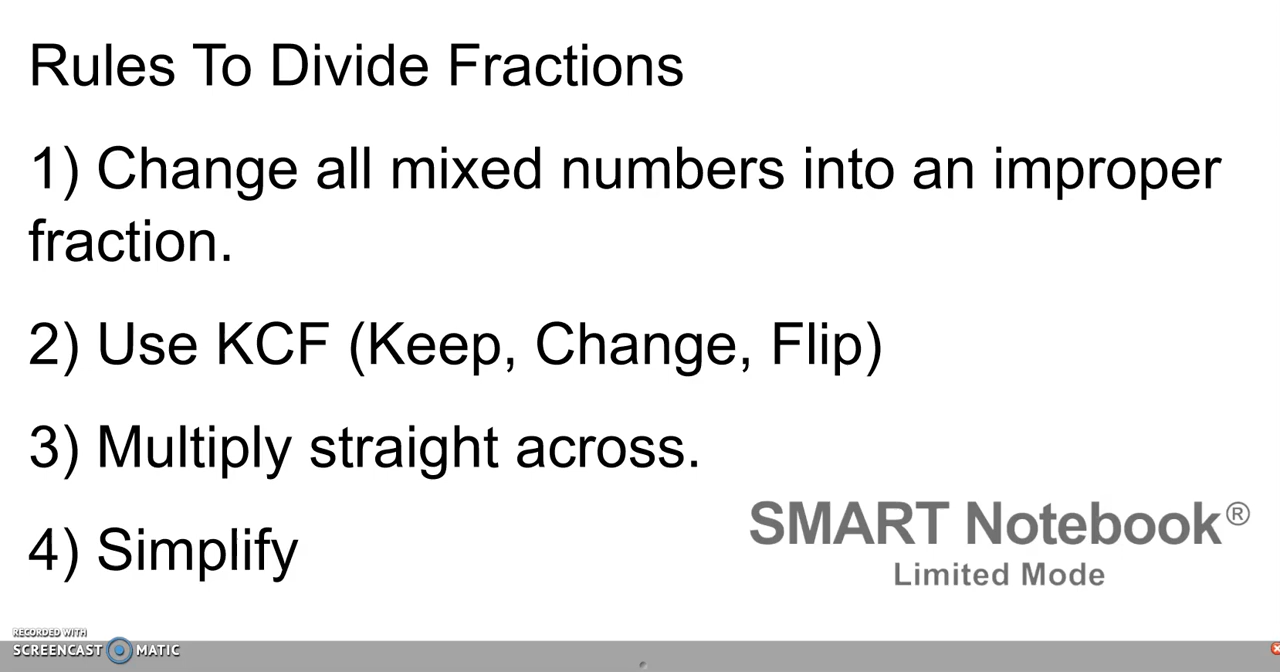 Rules To Divide Fractions
1) Change all mixed numbers into an improper
fraction.
2) Use KCF (Keep, Change, Flip)
3) Multiply straight across.
4) Simplify
SMART Notebook®
Limited Mode
RECORDED WITH
SCREENCAST MATIC